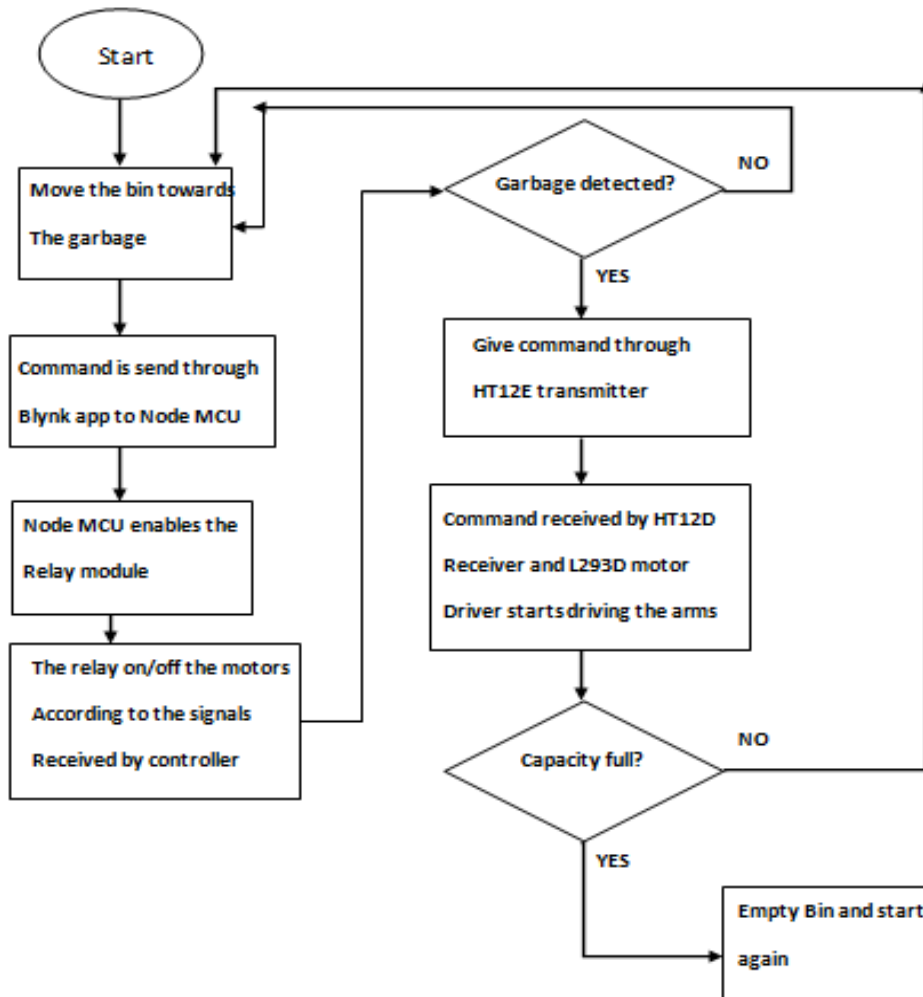 Start
Move the bin towards
The garbage
Command is send through
Blynk app to Node MCU
Node MCU enables the
Relay module
The relay on/off the motors
According to the signals
Received by controller
Garbage detected?
NO
YES
Give command through
HT12E transmitter
Command received by HT12D
Receiver and L293D motor
Driver starts driving the arms
Capacity full?
NO
YES
Empty Bin and start
again